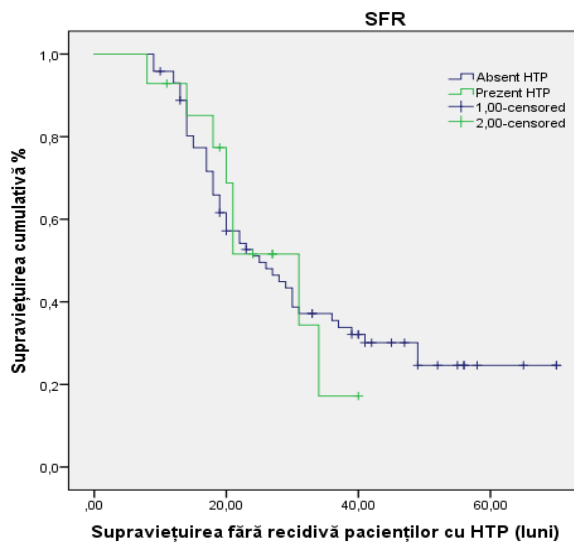 SFR
Absent HTP
Prezent HTP
1,00-censored
2,00-censored
Supraviețuirea cumulativă %
1,0
0,8
0,6
0,4
0,2
0,0
,00
20,00
40,00
60,00
Supraviețuirea fără recidivă pacienților cu HTP (luni)